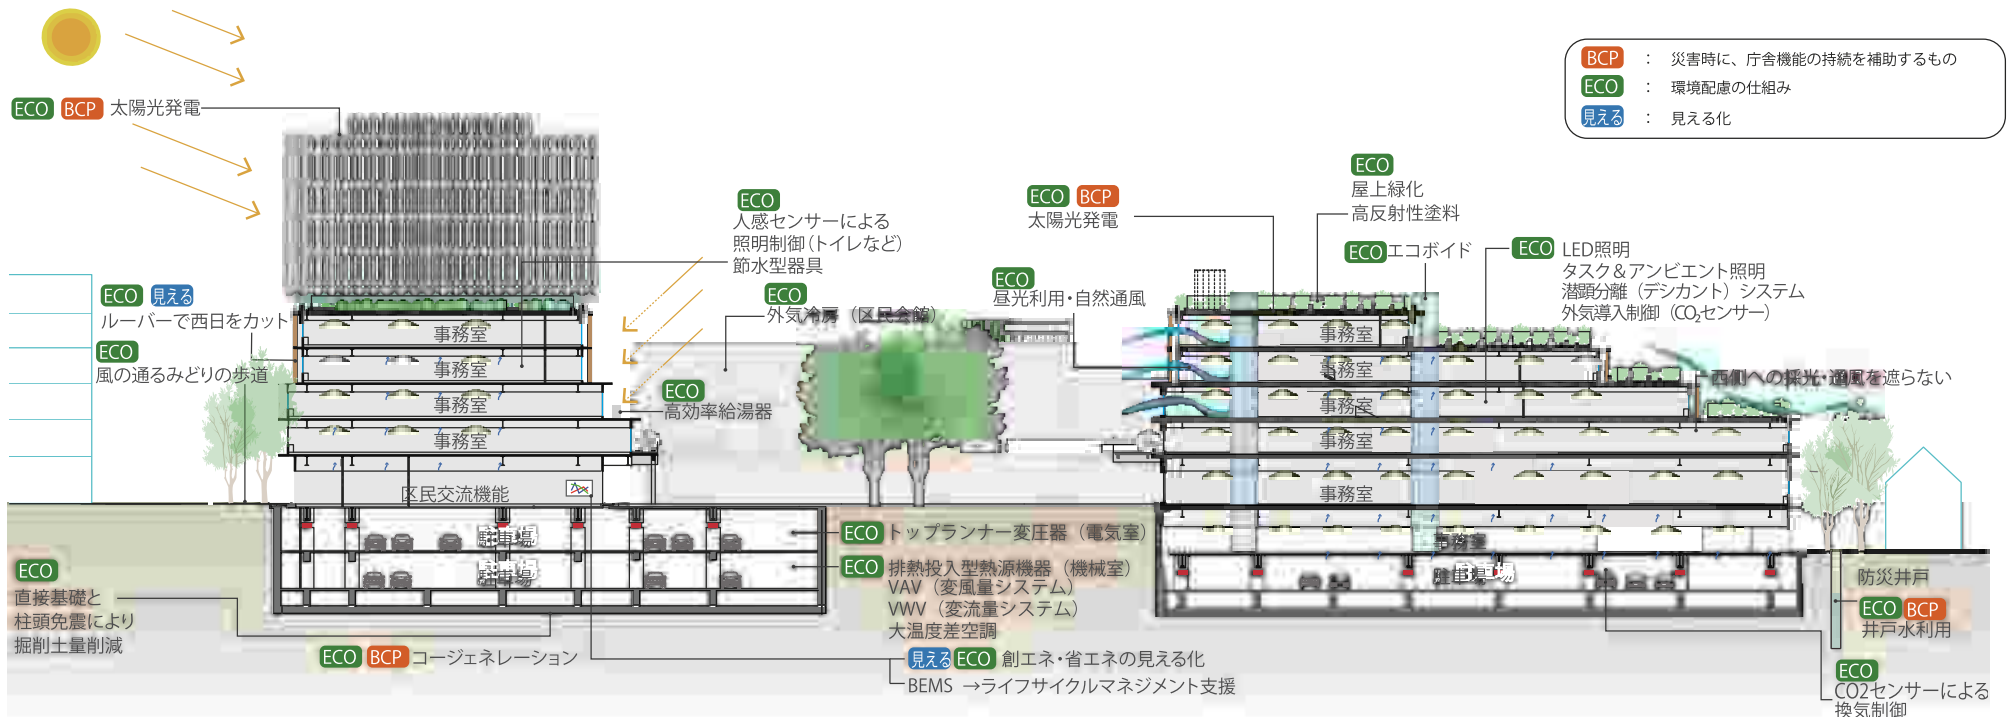 BCP : 災害時に、庁舎機能の持続を補助するもの
ECO : 環境配慮の仕組み
見える : 見える化
ECO BCP 太陽光発電
ECO
人感センサーによる
照明制御(トイレなど)
節水型器具
ECO
外気冷房(区民会館)
ECO 見える
ルーバーで西日をカット
ECO
風の通るみどりの歩道
ECO
高効率給湯器
事務室
事務室
事務室
事務室
区民交流機能
駐車場
駐車場
ECO
昼光利用・自然通風
ECO BCP
太陽光発電
ECO
屋上緑化
高反射性塗料
ECO エコボイド
ECO LED照明
タスク&アンビエント照明
潜顕分離(デシカント)システム
外気導入制御(CO₂センサー)
西側への採光・通風を遮らない
事務室
事務室
事務室
事務室
事務室
事務室
駐車場
ECO トップランナー変圧器(電気室)
ECO 排熱投入型熱源機器(機械室)
VAV(変風量システム)
VWV(変流量システム)
大温度差空調
ECO
直接基礎と
柱頭免震により
掘削土量削減
ECO BCP コージェネレーション
見える ECO 創エネ・省エネの見える化
BEMS →ライフサイクルマネジメント支援
防災井戸
ECO BCP
井戸水利用
ECO
CO2センサーによる
換気制御